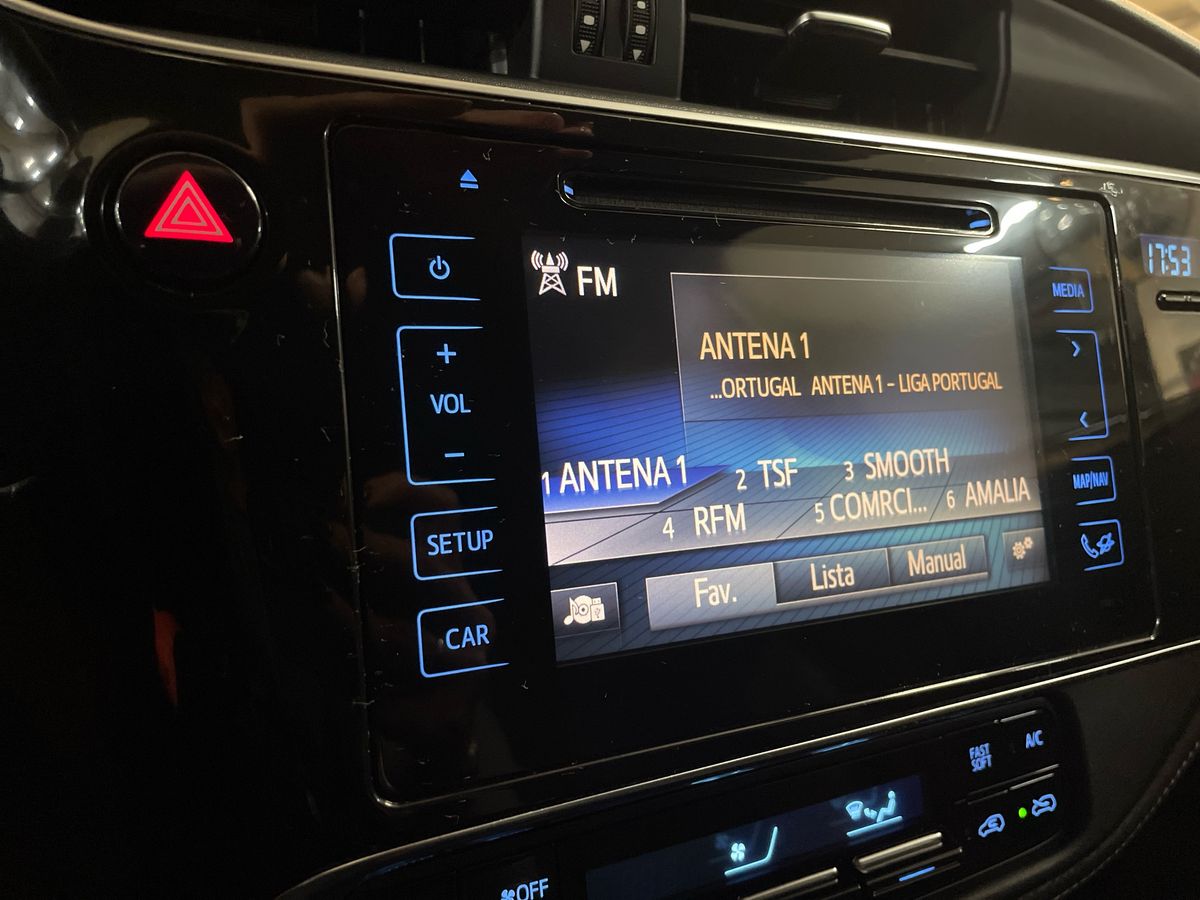 FM
ANTENA 1
...ORTUGAL ANTENA 1 – LIGA PORTUGAL
1 ANTENA 1
2 TSF
3 SMOOTH
4 RFM
5 COMRCI...
6 AMALIA
Fav.
Lista
Manual
+
VOL
–
SETUP
CAR
MEDIA
>
<
MAP/NAV
17:53
FAST
SOFT
A/C
OFF